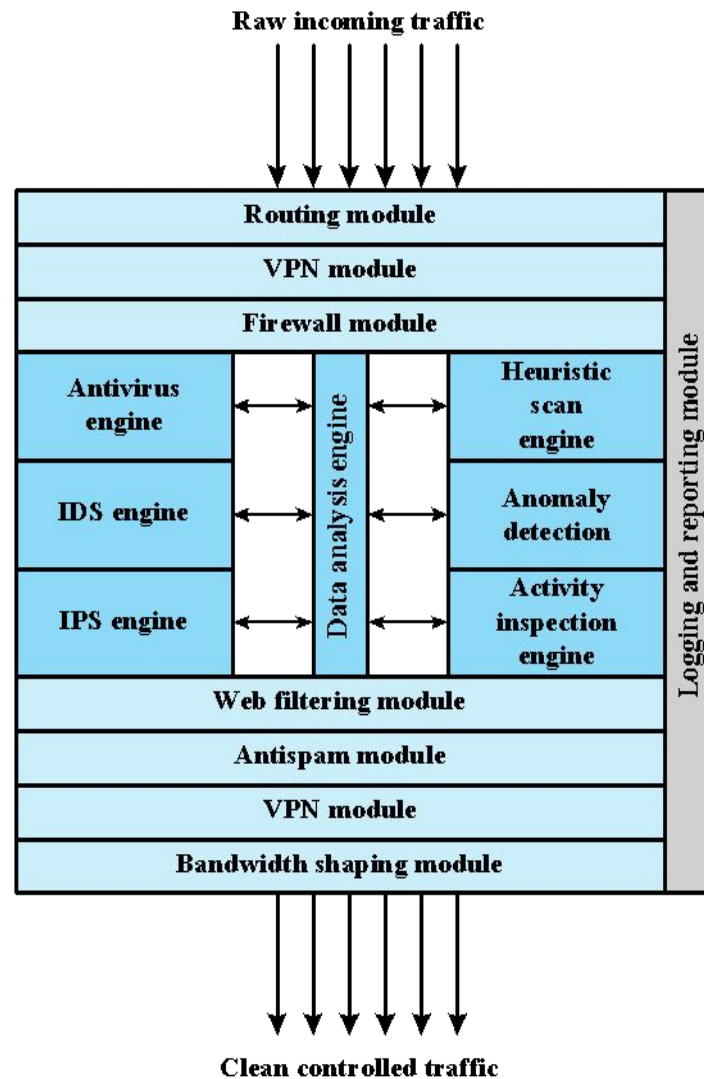 Raw incoming traffic
Routing module
VPN module
Firewall module
Antivirus
engine
IDS engine
IPS engine
Data analysis engine
Heuristic
scan
engine
Anomaly
detection
Activity
inspection
engine
Logging and reporting module
Web filtering module
Antispam module
VPN module
Bandwidth shaping module
Clean controlled traffic